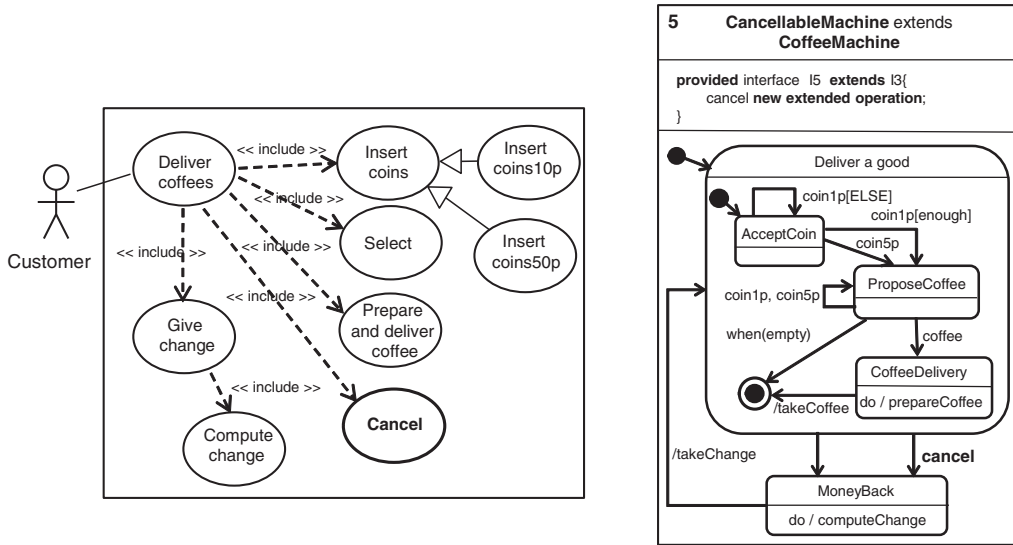 Customer
Deliver
coffees
<< include >>
<< include >>
<< include >>
<< include >>
<< include >>
<< include >>
Insert
coins
Insert
coins10p
Insert
coins50p
Select
Prepare
and deliver
coffee
Give
change
Compute
change
Cancel
5 CancellableMachine extends
CoffeeMachine
provided interface I5 extends I3{
cancel new extended operation;
}
Deliver a good
coin1p[ELSE]
coin1p[enough]
AcceptCoin
coin5p
ProposeCoffee
coin1p, coin5p
when(empty)
coffee
CoffeeDelivery
do / prepareCoffee
/takeCoffee
/takeChange
cancel
MoneyBack
do / computeChange